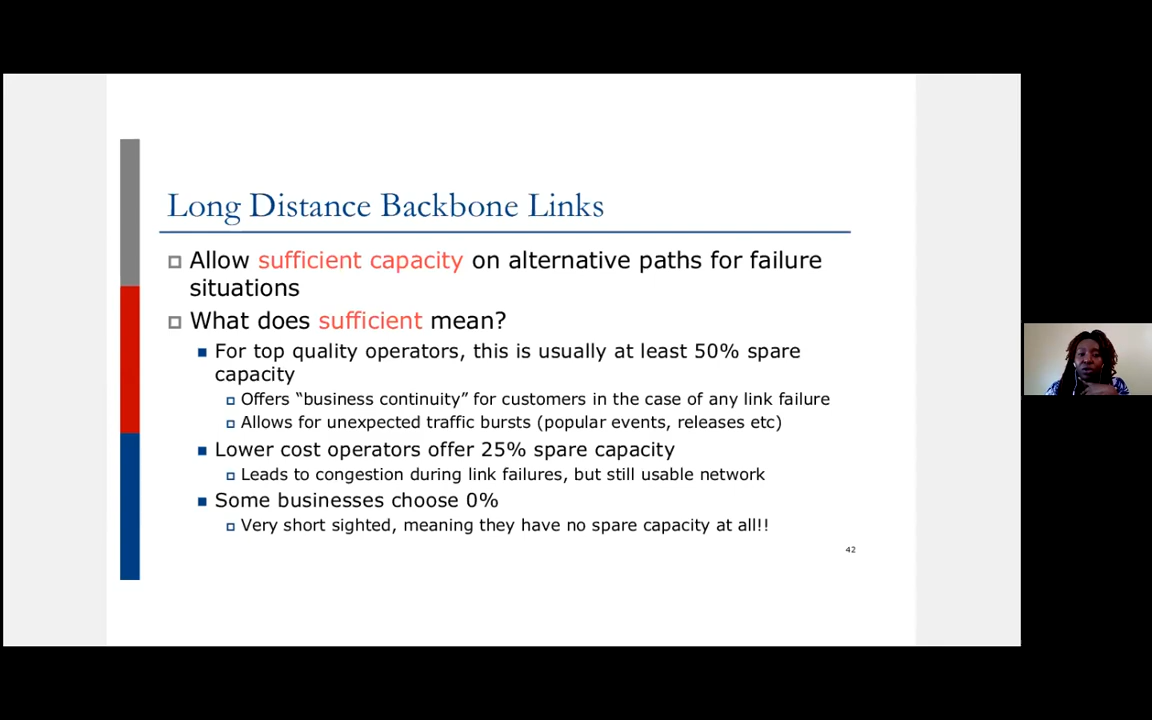 Long Distance Backbone Links
Allow sufficient capacity on alternative paths for failure
situations
What does sufficient mean?
For top quality operators, this is usually at least 50% spare
capacity
Offers “business continuity” for customers in the case of any link failure
Allows for unexpected traffic bursts (popular events, releases etc)
Lower cost operators offer 25% spare capacity
Leads to congestion during link failures, but still usable network
Some businesses choose 0%
Very short sighted, meaning they have no spare capacity at all!!
42